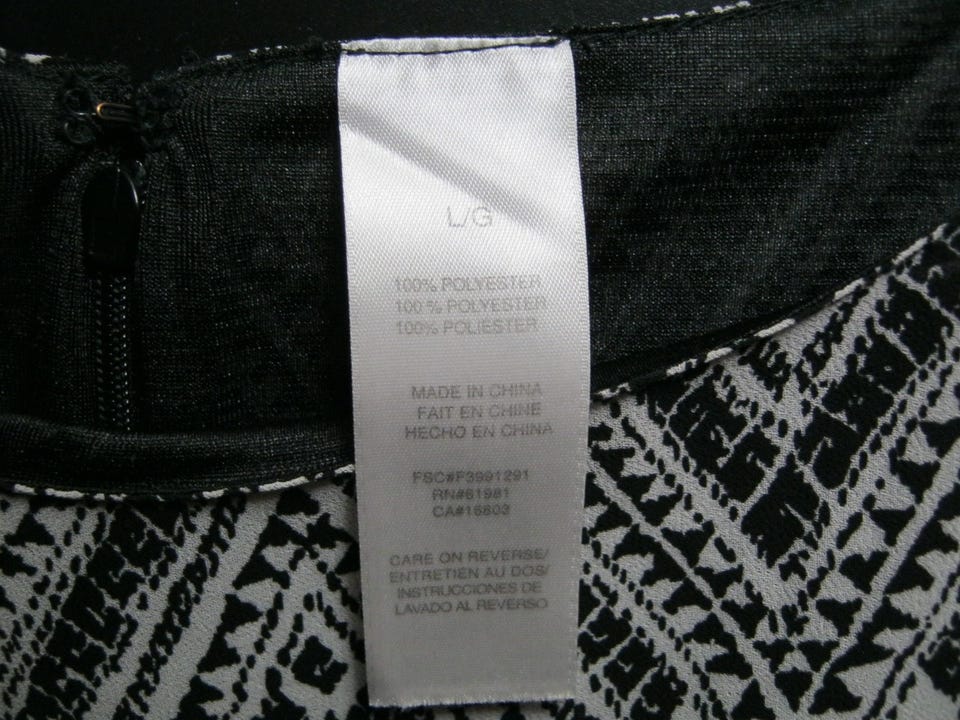 L/G
100% POLYESTER
100 % POLYESTER
100% POLIESTER
MADE IN CHINA
FAIT EN CHINE
HECHO EN CHINA
FSC#F3991291
RN#61981
CA#16803
CARE ON REVERSE/
ENTRETIEN AU DOS/
INSTRUCCIONES DE
LAVADO AL REVERSO